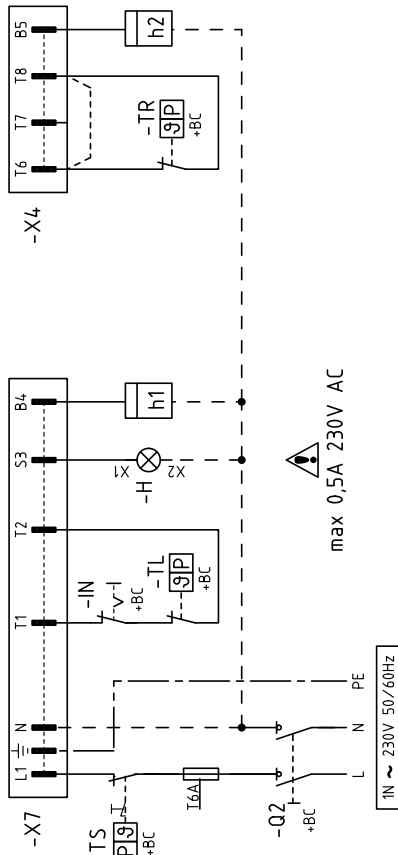 B5
T8
T7
T6
-X4
h2
-TR
ϑ P
+BC
B4
S3
T2
T1
N
L1
-X7
h1
X1
X2
-H
-IN
+BC
-TL
ϑ P
+BC
TS
P ϑ
+BC
T6A
-Q2
+BC
max 0,5A 230V AC
L
N
PE
1N ~ 230V 50/60Hz